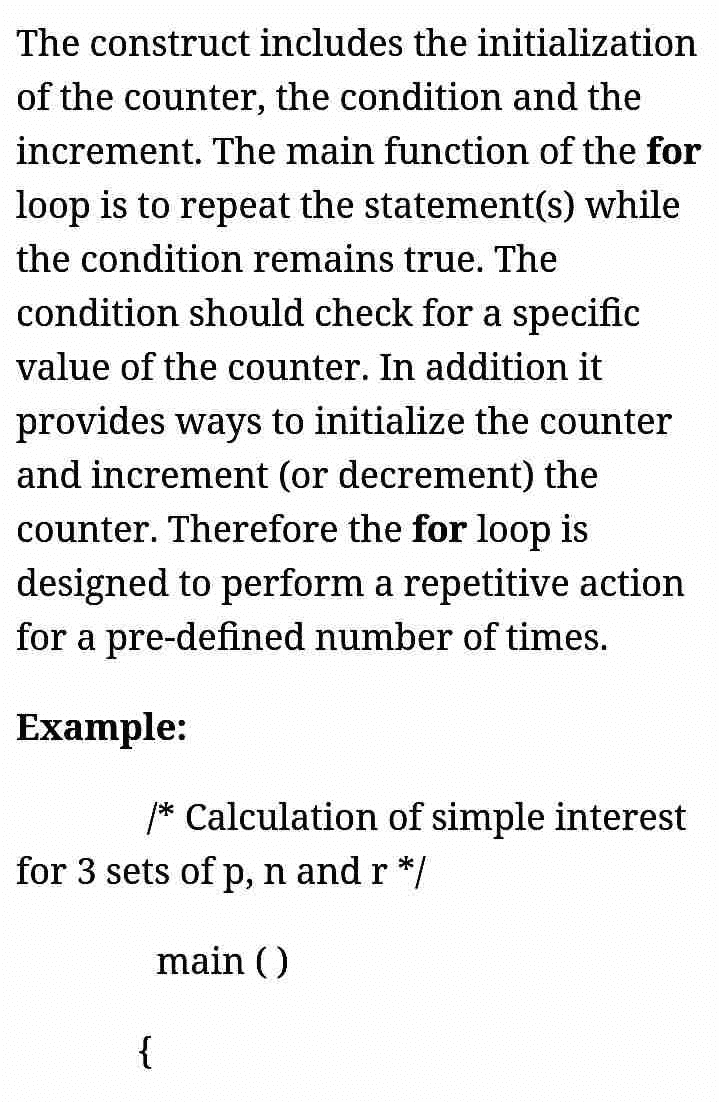 The construct includes the initialization
of the counter, the condition and the
increment. The main function of the for
loop is to repeat the statement(s) while
the condition remains true. The
condition should check for a specific
value of the counter. In addition it
provides ways to initialize the counter
and increment (or decrement) the
counter. Therefore the for loop is
designed to perform a repetitive action
for a pre-defined number of times.
Example:
/* Calculation of simple interest
for 3 sets of p, n and r */
main ( )
{